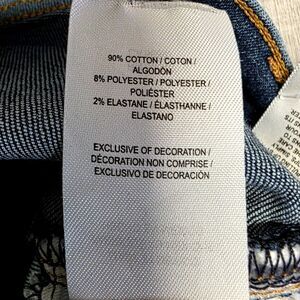 90% COTTON / COTON /
ALGODÓN
8% POLYESTER / POLYESTER /
POLIÉSTER
2% ELASTANE / ÉLASTHANNE /
ELASTANO
EXCLUSIVE OF DECORATION /
DÉCORATION NON COMPRISE /
EXCLUSIVO DE DECORACIÓN